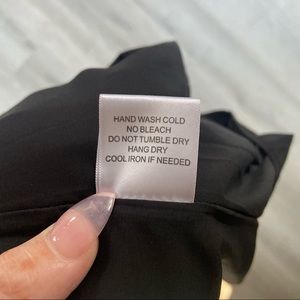 HAND WASH COLD
NO BLEACH
DO NOT TUMBLE DRY
HANG DRY
COOL IRON IF NEEDED